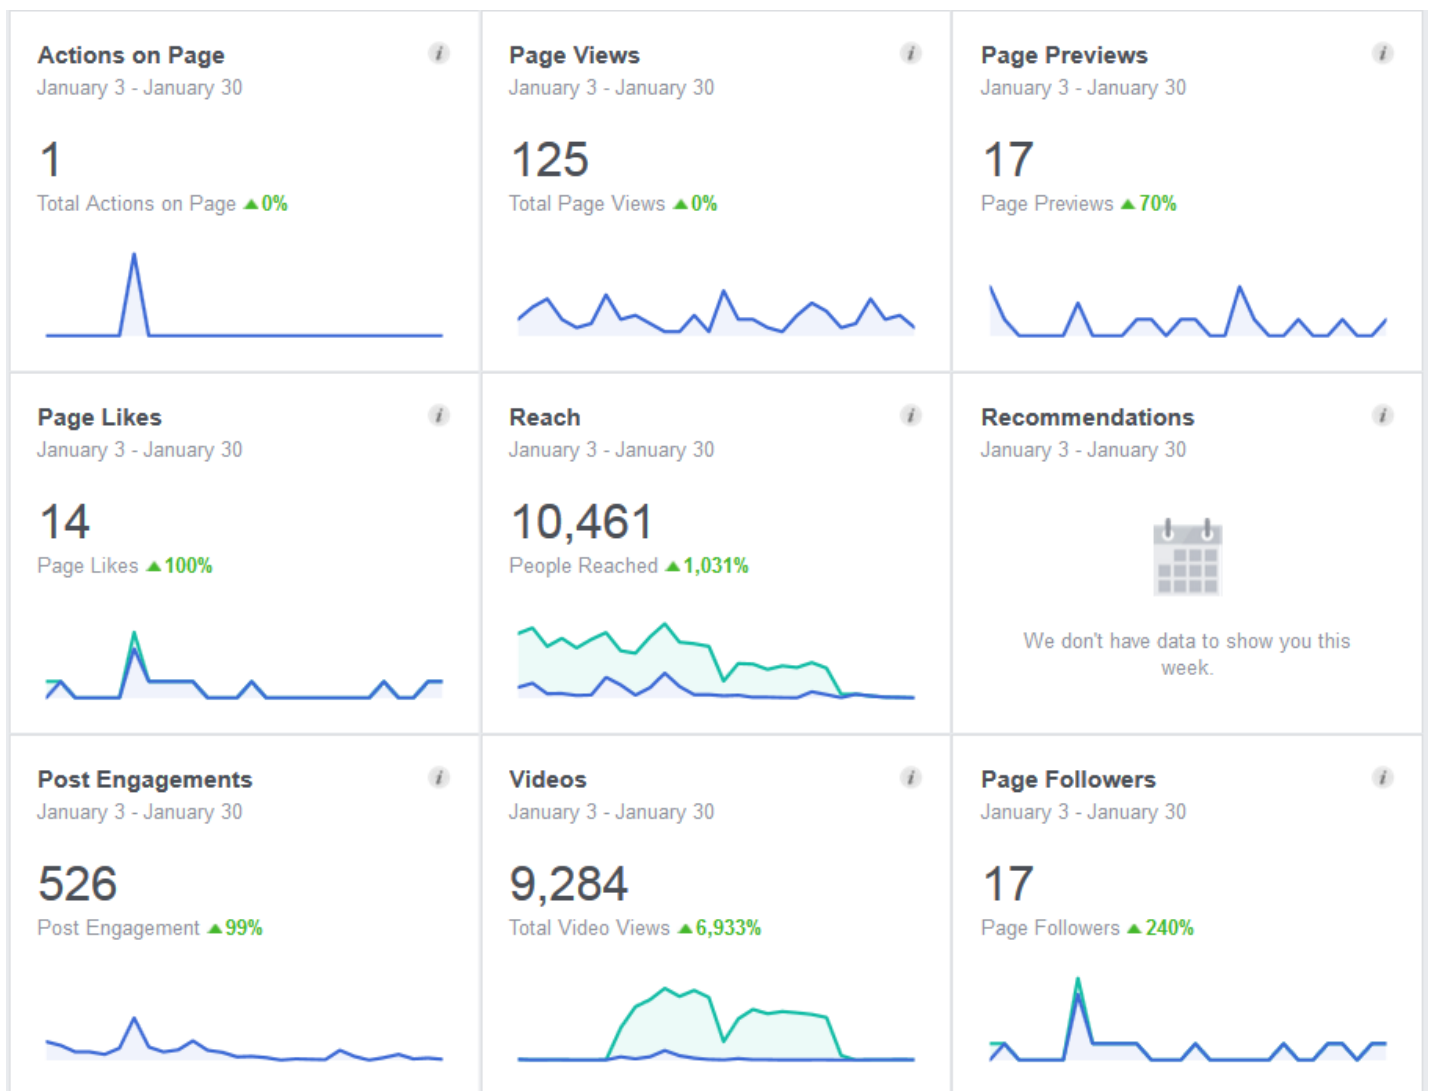 Actions on Page
January 3 - January 30
1
Total Actions on Page ▲0%
Page Views
January 3 - January 30
125
Total Page Views ▲0%
Page Previews
January 3 - January 30
17
Page Previews ▲70%
Page Likes
January 3 - January 30
14
Page Likes ▲100%
Reach
January 3 - January 30
10,461
People Reached ▲1,031%
Recommendations
January 3 - January 30
We don't have data to show you this
week.
Post Engagements
January 3 - January 30
526
Post Engagement ▲99%
Videos
January 3 - January 30
9,284
Total Video Views ▲6,933%
Page Followers
January 3 - January 30
17
Page Followers ▲240%